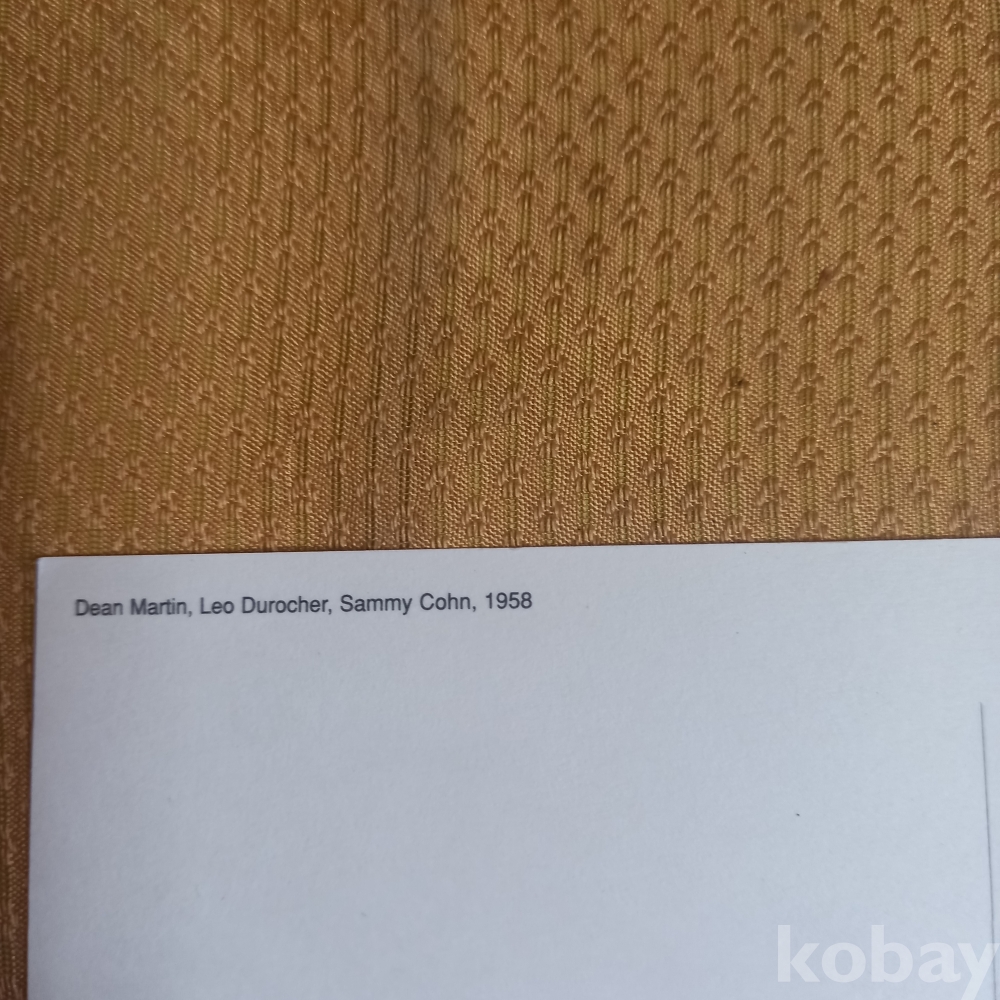 Dean Martin, Leo Durocher, Sammy Cohn, 1958
kobay